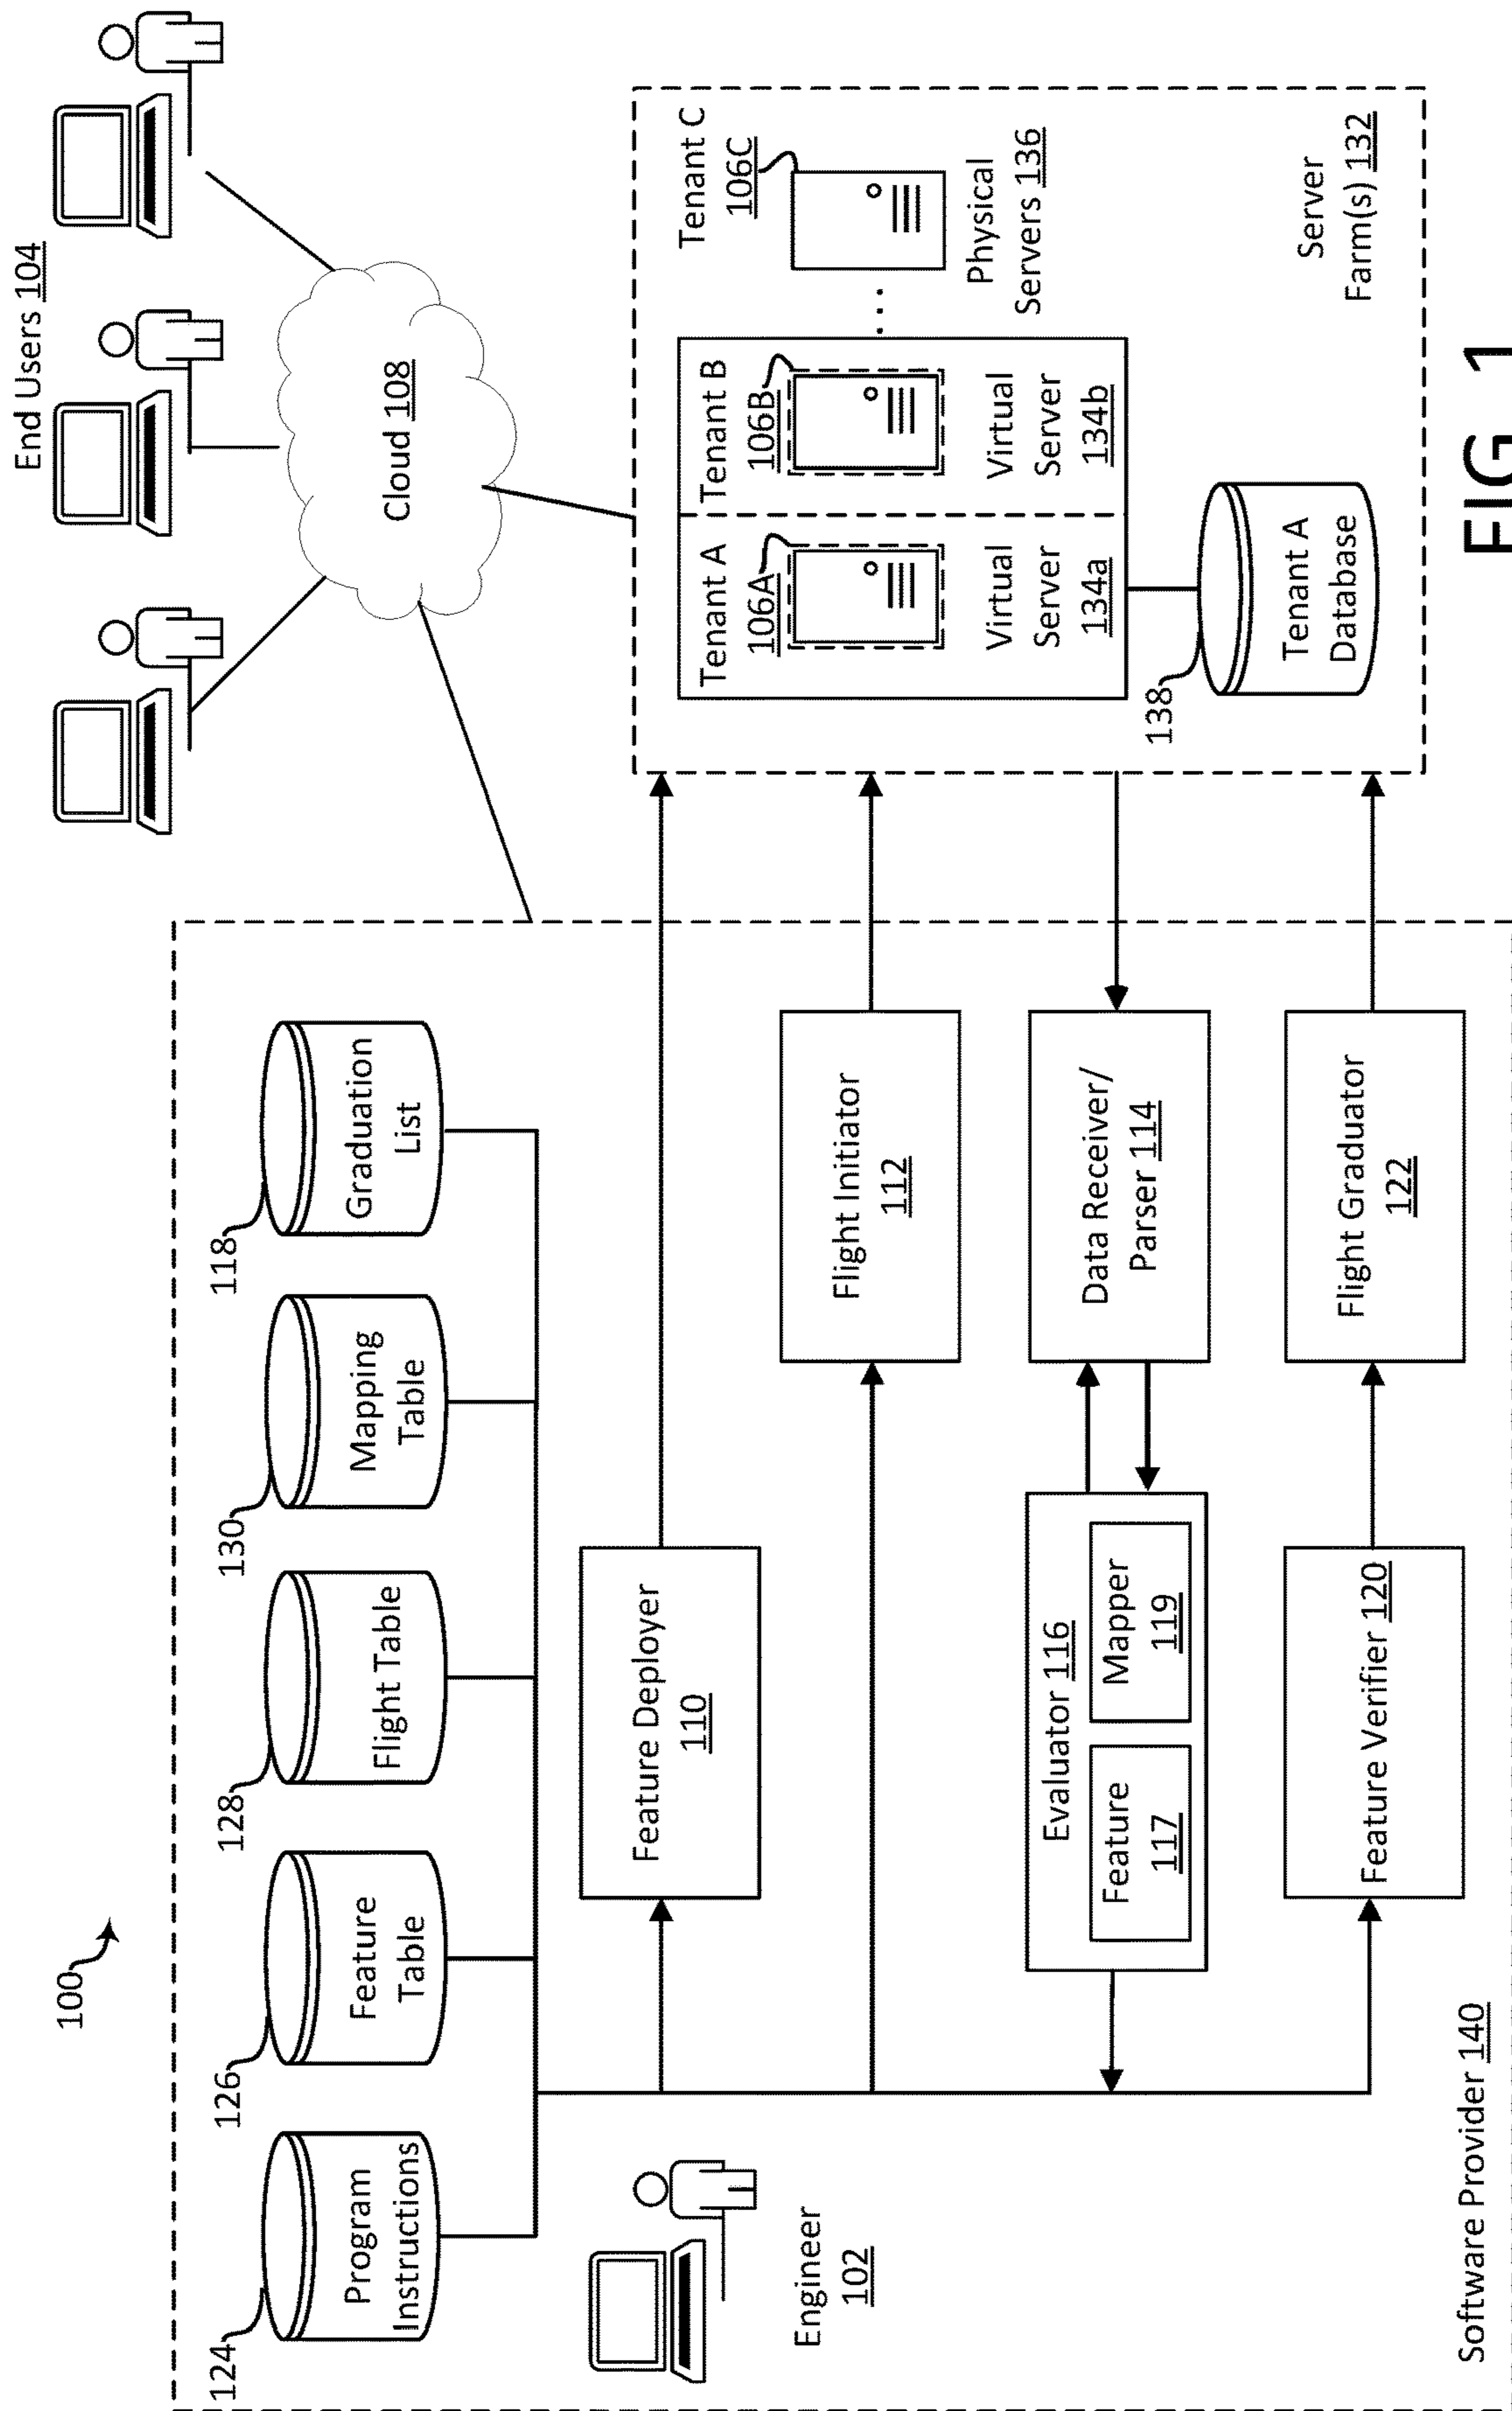 100
End Users 104
124
Program
Instructions
126
Feature
Table
128
Flight Table
130
Mapping
Table
118
Graduation
List
Cloud 108
Engineer
102
Feature Deployer
110
Flight Initiator
112
Evaluator 116
Feature
117
Mapper
119
Data Receiver/
Parser 114
Feature Verifier 120
Flight Graduator
122
Software Provider 140
Tenant A
106A
Virtual
Server
134a
Tenant B
106B
Virtual
Server
134b
...
Tenant C
106C
Physical
Servers 136
138
Tenant A
Database
Server
Farm(s) 132
FIG. 1